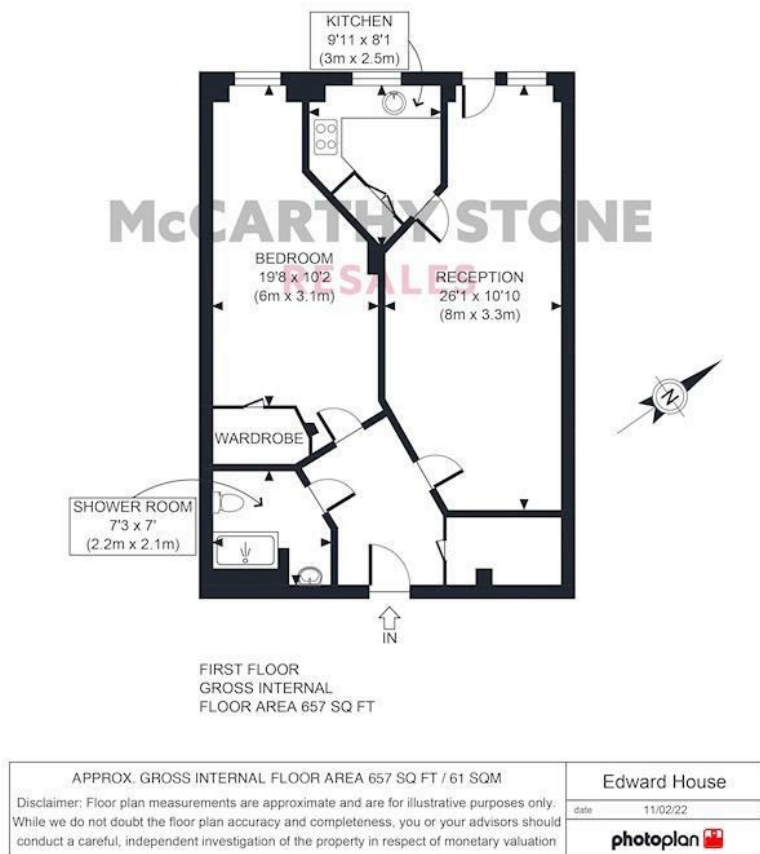 KITCHEN
9'11 x 8'1
(3m x 2.5m)
McCARTHY STONE
RESALES
BEDROOM
19'8 x 10'2
(6m x 3.1m)
RECEPTION
26'1 x 10'10
(8m x 3.3m)
N
WARDROBE
SHOWER ROOM
7'3 x 7'
(2.2m x 2.1m)
IN
FIRST FLOOR
GROSS INTERNAL
FLOOR AREA 657 SQ FT
APPROX. GROSS INTERNAL FLOOR AREA 657 SQ FT / 61 SQM
Disclaimer: Floor plan measurements are approximate and are for illustrative purposes only.
While we do not doubt the floor plan accuracy and completeness, you or your advisors should
conduct a careful, independent investigation of the property in respect of monetary valuation
Edward House
date 11/02/22
photoplan